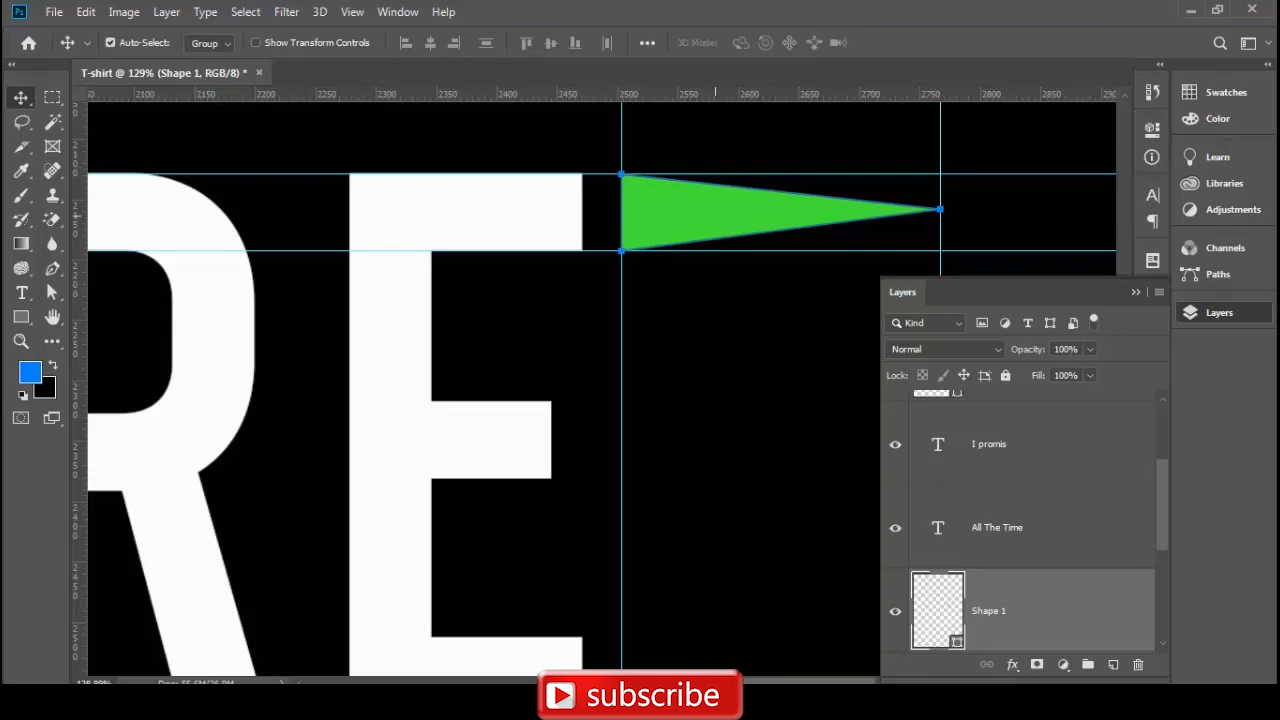 Ps File Edit Image Layer Type Select Filter 3D View Window Help
Auto-Select: Group Show Transform Controls 3D Mode:
T-shirt @ 129% (Shape 1, RGB/8) *
2100 2150 2200 2250 2300 2350 2400 2450 2500 2550 2600 2650 2700 2750 2800 2850
RE
Swatches
Color
Learn
Libraries
Adjustments
Channels
Paths
Layers
Layers
Kind
Normal Opacity: 100%
Lock: Fill: 100%
I promis
All The Time
Shape 1
subscribe